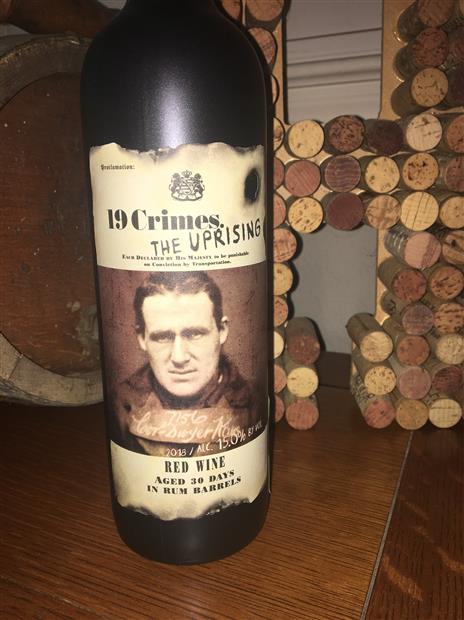 Proclamation:
19 Crimes.
THE UPRISING
Each Declared by His Majesty to be punishable
on Conviction by Transportation.
2018 / ALC. 15.0% BY VOL.
RED WINE
AGED 30 DAYS
IN RUM BARRELS